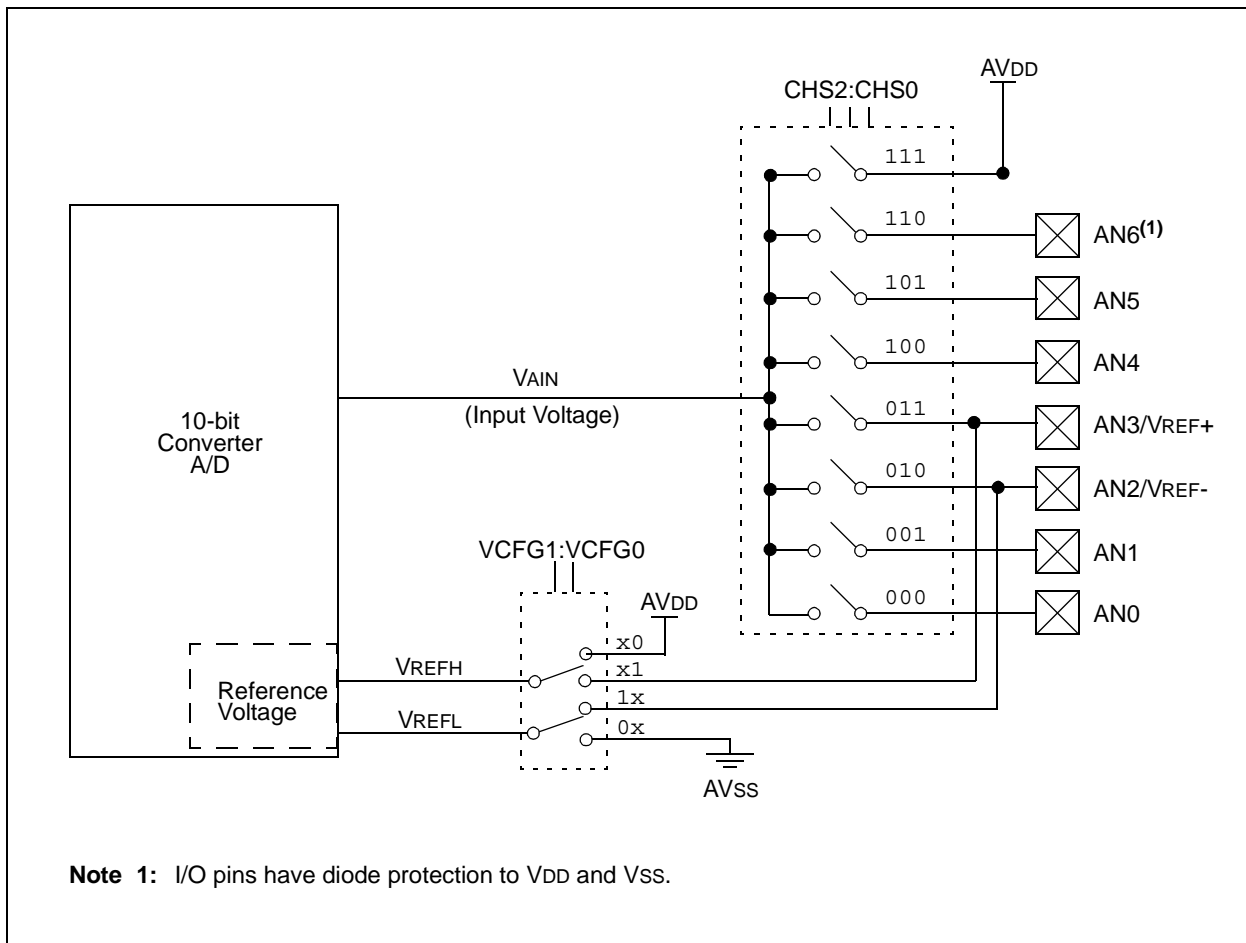 AVDD
CHS2:CHS0
111
110
AN6(1)
101
AN5
100
AN4
VAIN
(Input Voltage)
011
AN3/VREF+
10-bit
Converter
A/D
010
AN2/VREF-
001
AN1
VCFG1:VCFG0
000
AN0
AVDD
x0
VREFH
x1
Reference
Voltage
1x
VREFL
0x
AVSS
Note 1: I/O pins have diode protection to VDD and VSS.